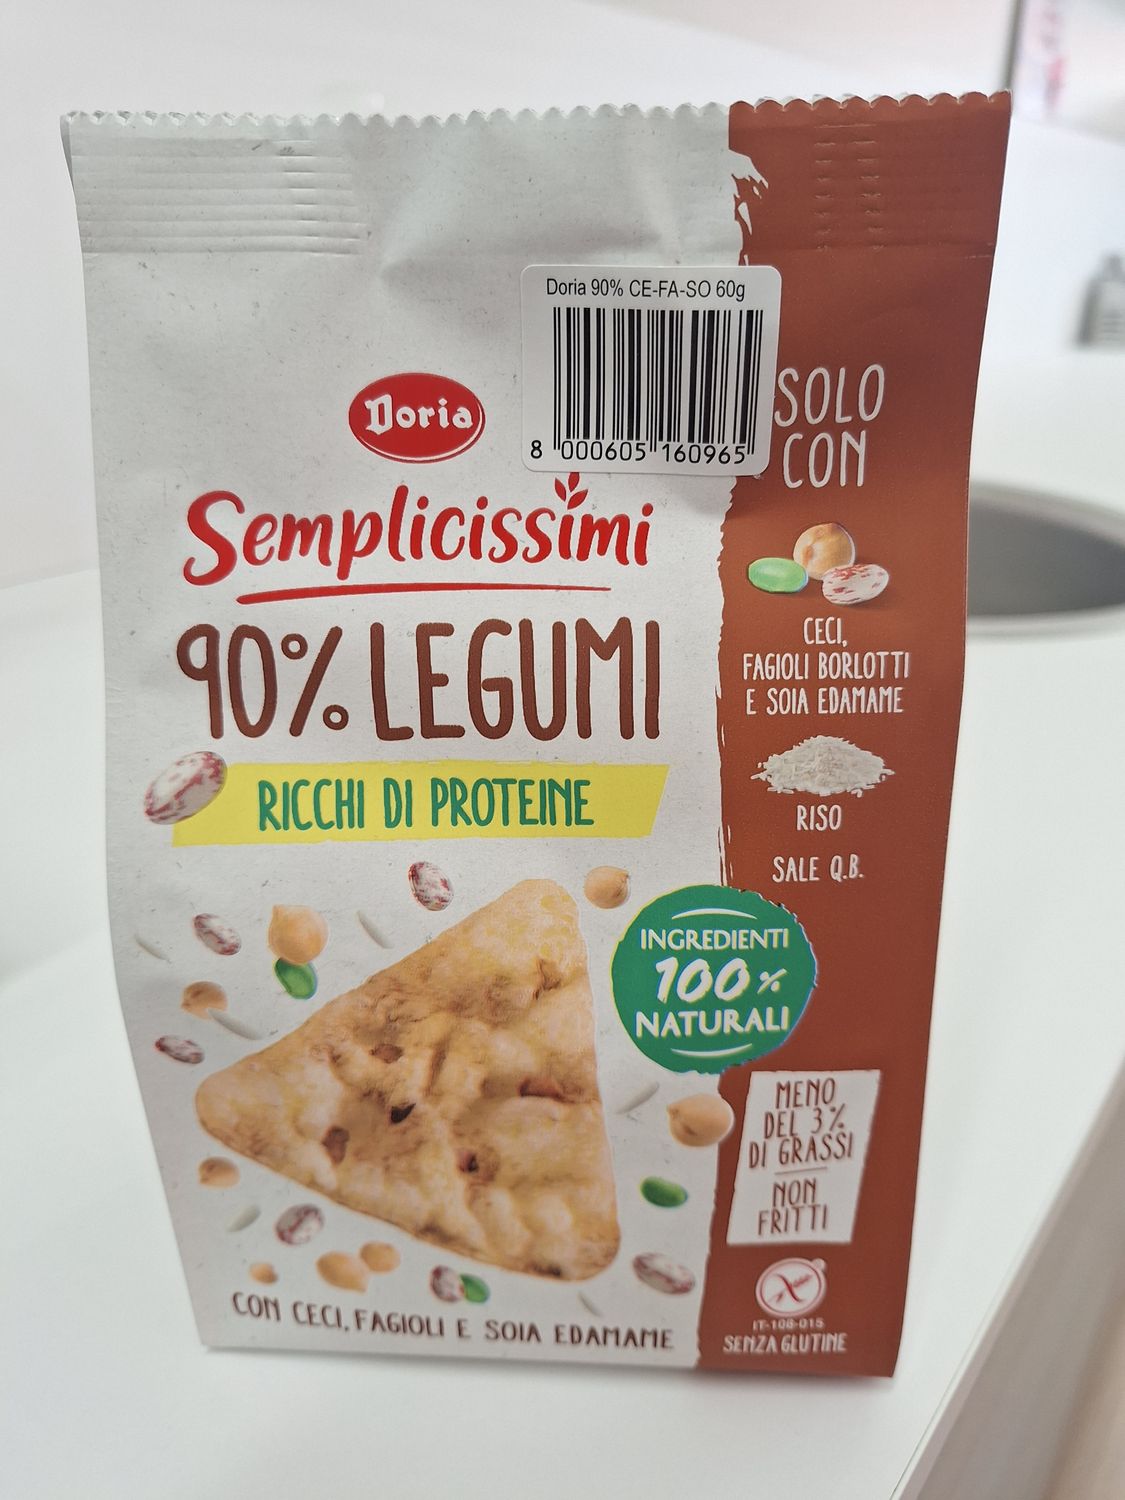 Doria 90% CE-FA-SO 60g
8 000605 160965
Doria
Semplicissimi
90% LEGUMI
RICCHI DI PROTEINE
CON CECI, FAGIOLI E SOIA EDAMAME
SOLO
CON
CECI,
FAGIOLI BORLOTTI
E SOIA EDAMAME
RISO
SALE Q.B.
INGREDIENTI
100%
NATURALI
MENO
DEL 3%
DI GRASSI
NON
FRITTI
IT-108-015
SENZA GLUTINE